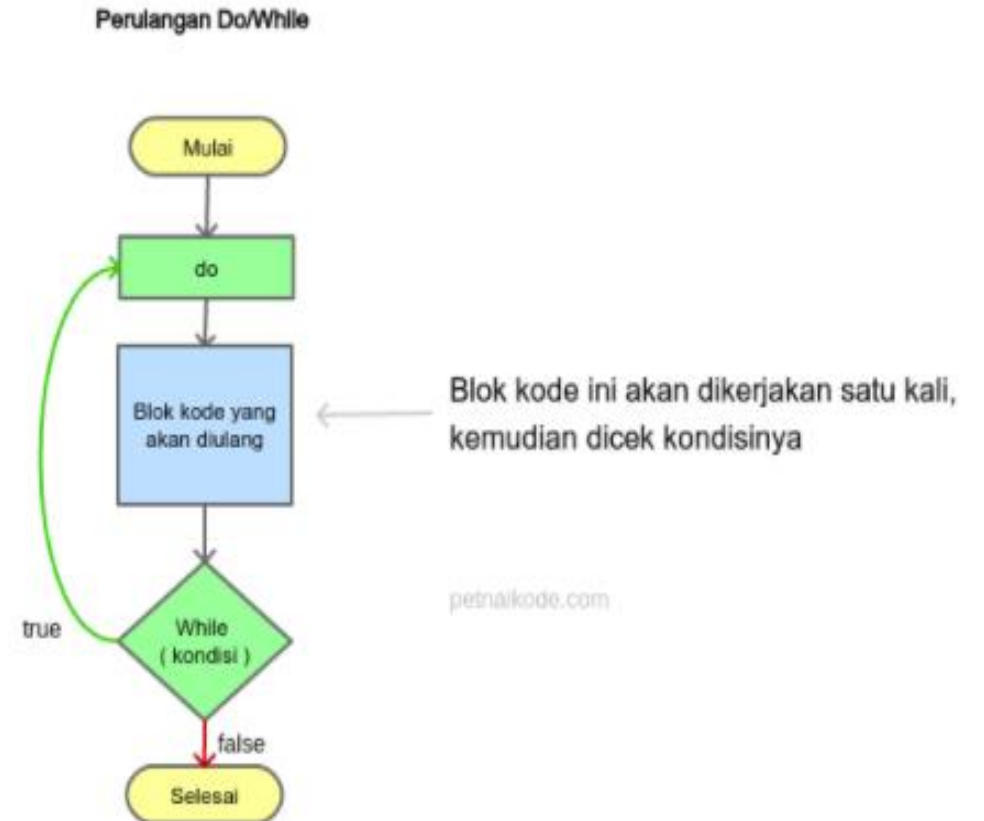 Perulangan Do/While
Mulai
do
Blok kode yang
akan diulang
Blok kode ini akan dikerjakan satu kali,
kemudian dicek kondisinya
petnaikode.com
true
While
( kondisi )
false
Selesai